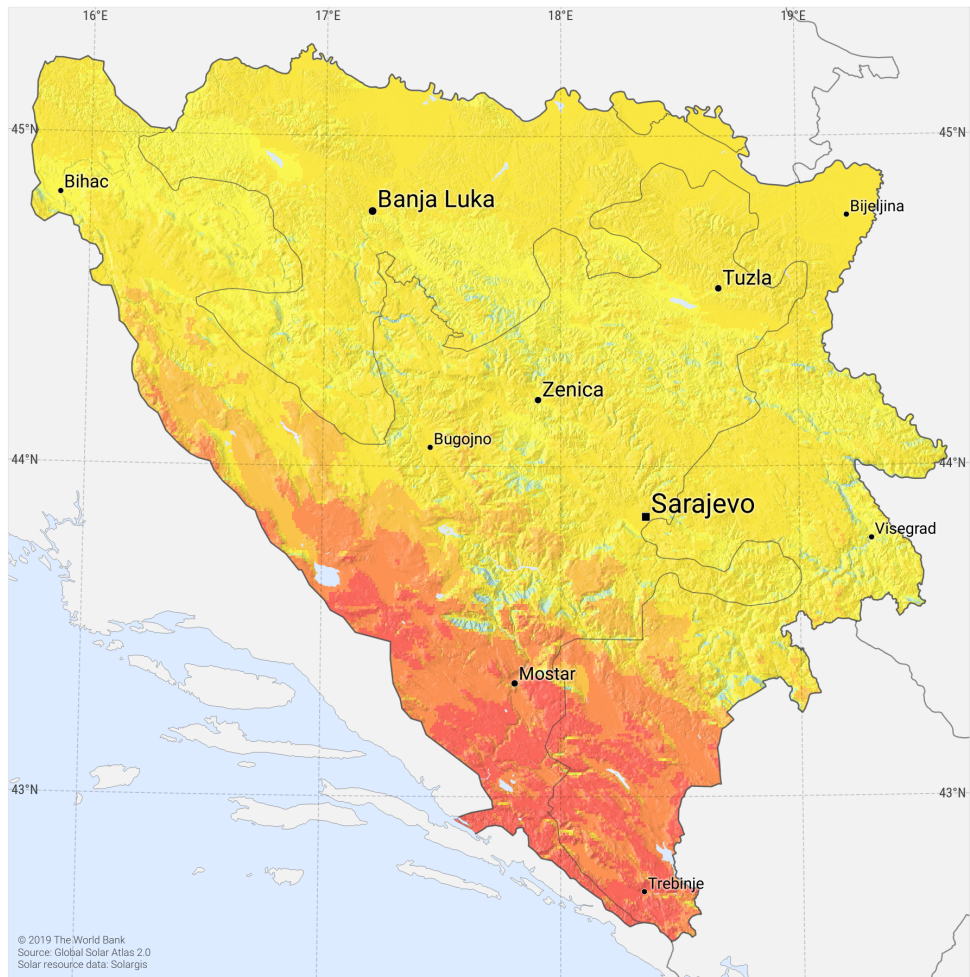 16°E
17°E
18°E
19°E
45°N
45°N
Bihac
Banja Luka
Bijeljina
Tuzla
Zenica
Bugojno
44°N
44°N
Sarajevo
Visegrad
Mostar
43°N
43°N
Trebinje
© 2019 The World Bank
Source: Global Solar Atlas 2.0
Solar resource data: Solargis